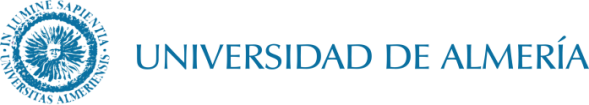 IN LUMINE SAPIENTIA
UNIVERSITAS ALMERIENSIS
UNIVERSIDAD DE ALMERÍA